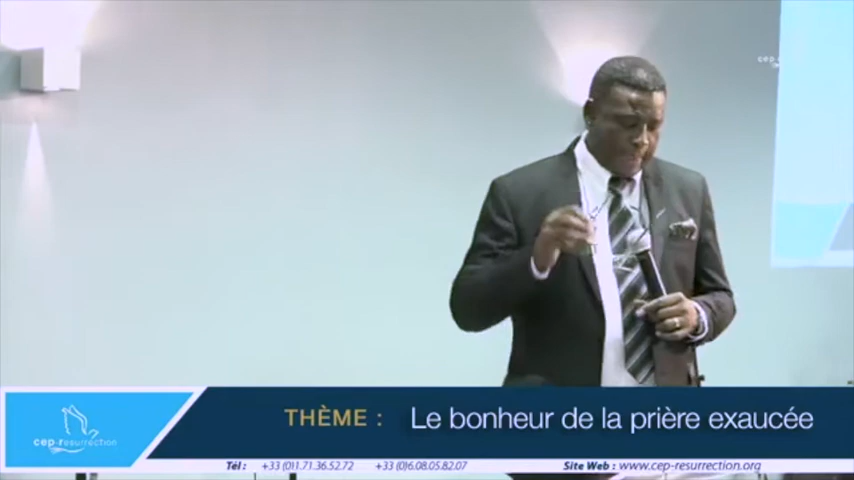 cep-r
THÈME : Le bonheur de la prière exaucée
cep-résurrection
Tél : +33 (0)1.71.36.52.72 +33 (0)6.08.05.82.07 Site Web : www.cep-resurrection.org